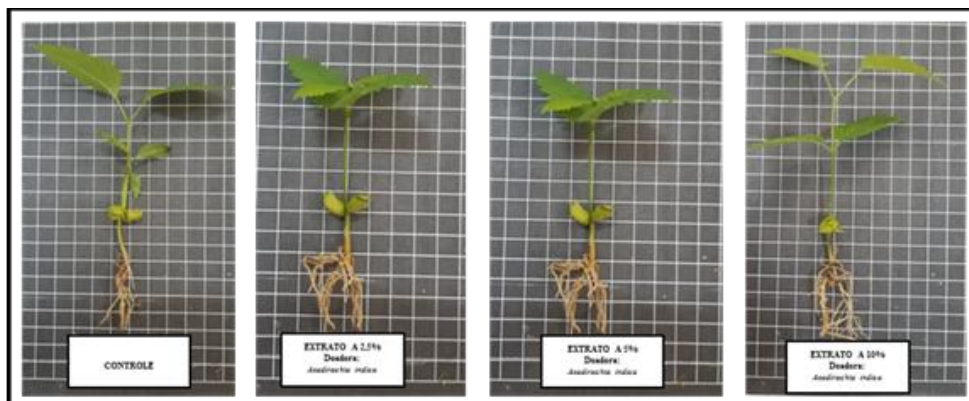 CONTROLE
EXTRATO A 2,5%
Doadora:
Azadirachta indica
EXTRATO A 5%
Doadora:
Azadirachta indica
EXTRATO A 10%
Doadora:
Azadirachta indica